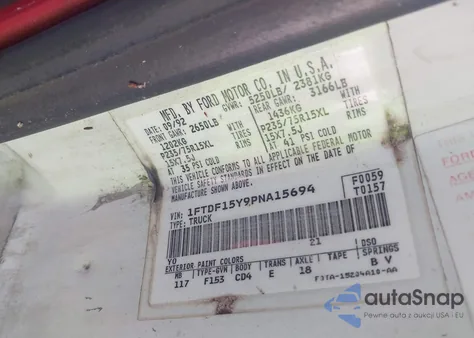 MFD. BY FORD MOTOR CO. IN U.S.A.
DATE: 09/92 GVWR: 5250LB/ 2381KG
FRONT GAWR: 2650LB REAR GAWR: 3166LB
1202KG 1436KG
P235/75R15XL TIRES P235/75R15XL TIRES
15X7.5J RIMS 15X7.5J RIMS
AT 35 PSI COLD AT 41 PSI COLD
THIS VEHICLE CONFORMS TO ALL APPLICABLE FEDERAL MOTOR
VEHICLE SAFETY STANDARDS IN EFFECT ON THE DATE OF
MANUFACTURE SHOWN ABOVE.
VIN: 1FTDF15Y9PNA15694 F0059
TYPE: TRUCK T0157
YO 21 DSO
EXTERIOR PAINT COLORS
WB TYPE-GVW BODY TRANS AXLE TAPE SPRINGS
117 F153 CD4 E 18 B V
autoSnap
Pewne auta z aukcji USA i EU